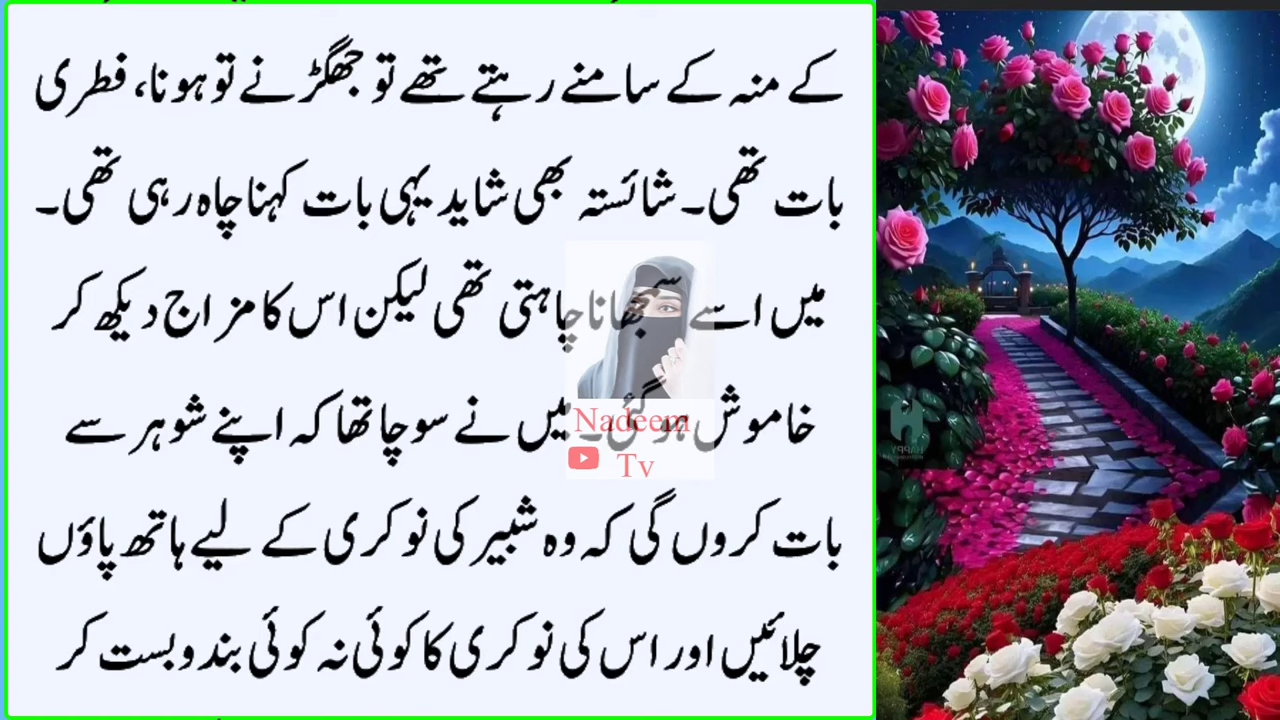 کے منہ کے سامنے رہتے تھے تو جھگڑنے تو ہونا، فطری
بات تھی۔ شائستہ بھی شاید یہی بات کہنا چاہ رہی تھی۔
میں اسے سمجھانا چاہتی تھی لیکن اس کا مزاج دیکھ کر
خاموش ہو گئی۔ میں نے سوچا تھا کہ اپنے شوہر سے
بات کروں گی کہ وہ شبیر کی نوکری کے لیے ہاتھ پاؤں
چلائیں اور اس کی نوکری کا کوئی نہ کوئی بندوبست کر
Nadeem
Tv
HAPPY